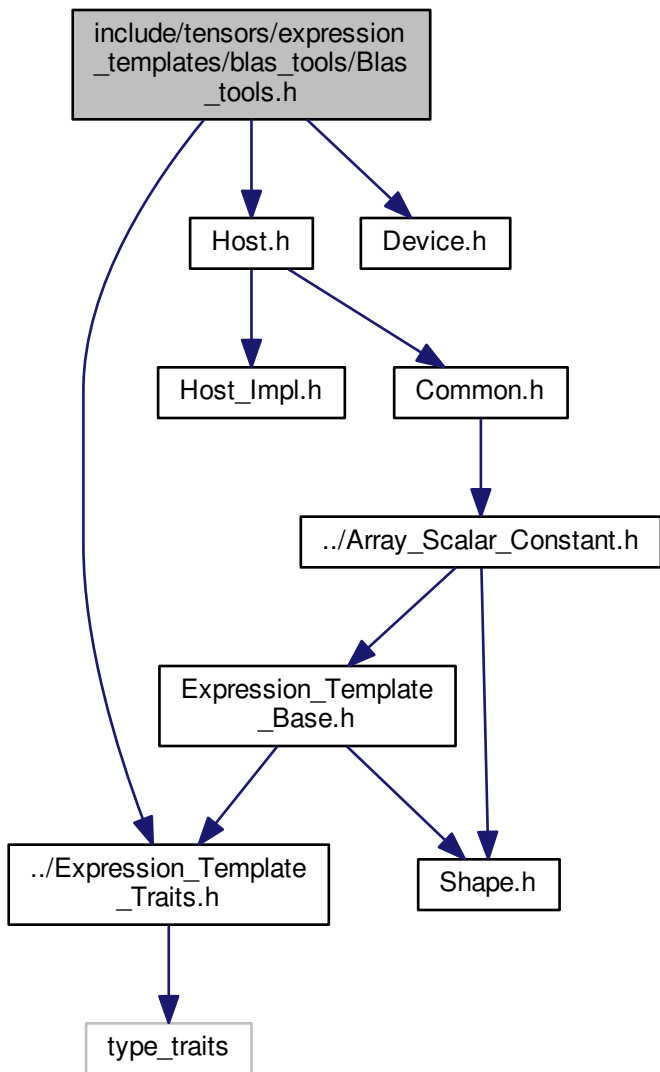 include/tensors/expression
_templates/blas_tools/Blas
_tools.h
Host.h
Device.h
Host_Impl.h
Common.h
../Array_Scalar_Constant.h
Expression_Template
_Base.h
../Expression_Template
_Traits.h
Shape.h
type_traits